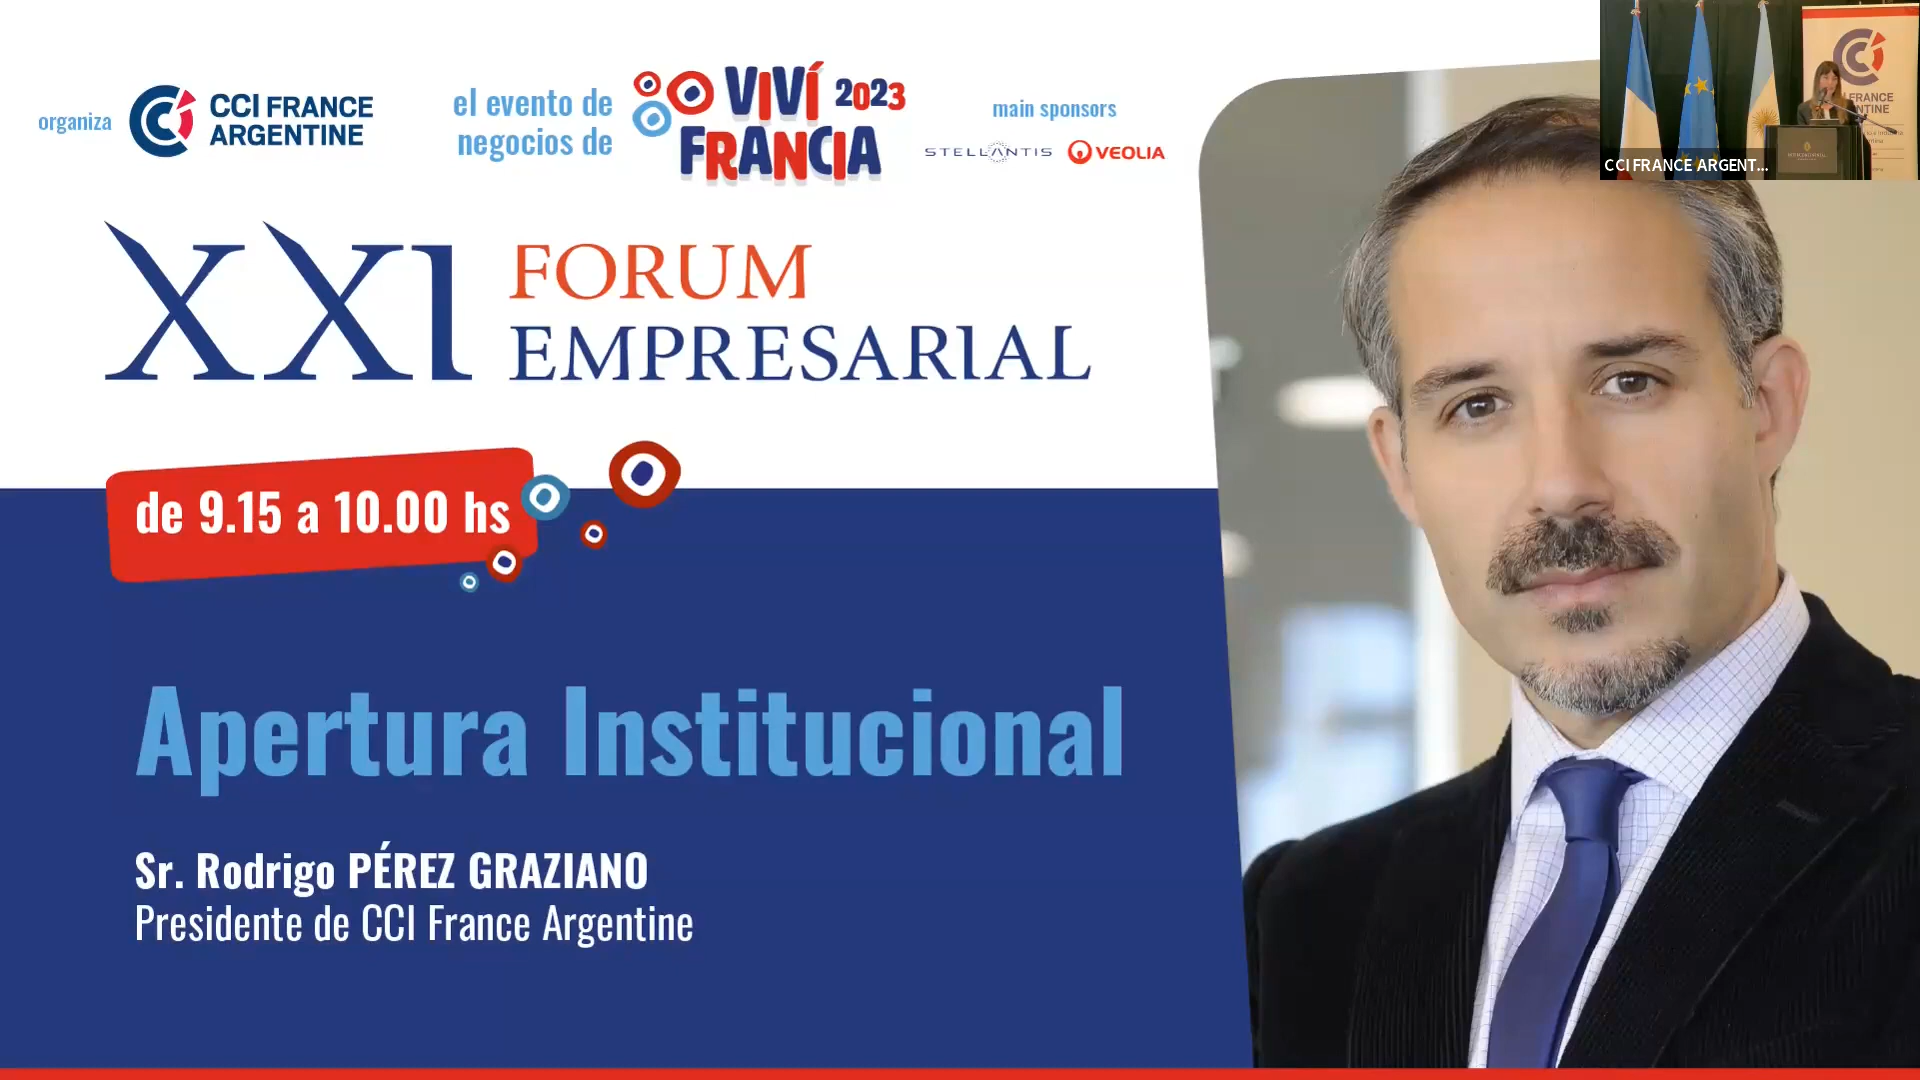 organiza
CCI FRANCE
ARGENTINE
el evento de
negocios de
VIVÍ 2023
FRANCIA
main sponsors
STELLANTIS
VEOLIA
XXI FORUM
EMPRESARIAL
de 9.15 a 10.00 hs
Apertura Institucional
Sr. Rodrigo PÉREZ GRAZIANO
Presidente de CCI France Argentine
CCI FRANCE ARGENT...